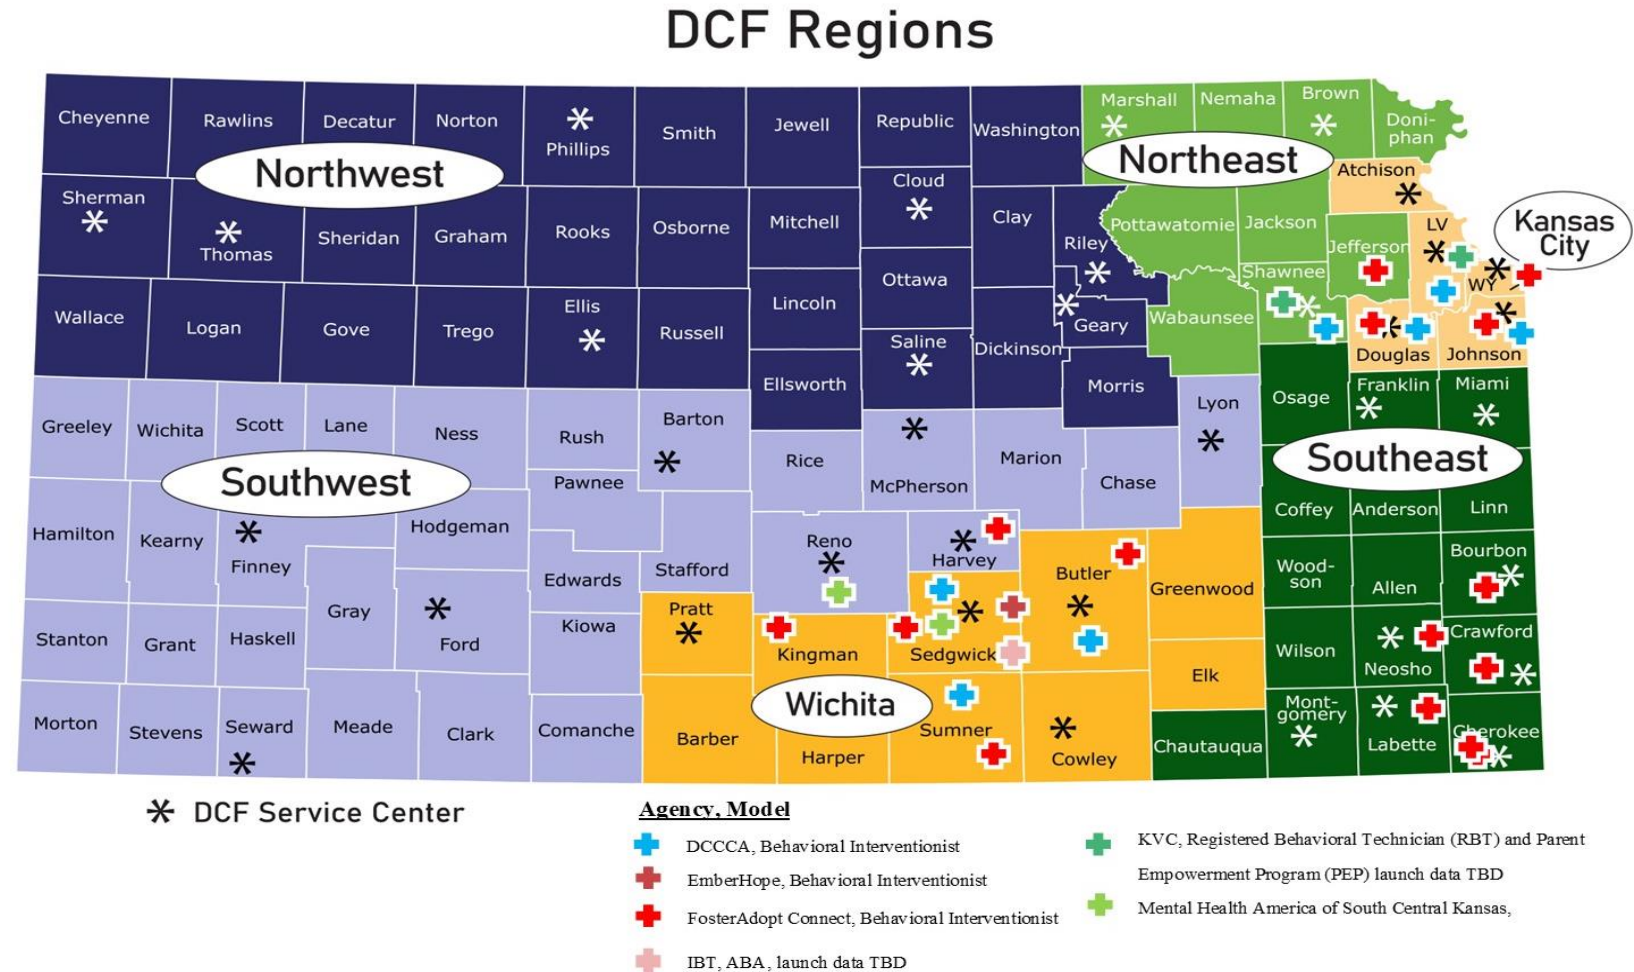 DCF Regions
Cheyenne
Rawlins
Decatur
Norton
Phillips
Smith
Jewell
Republic
Washington
Marshall
Nemaha
Brown
Doni-
phan
Northwest
Northeast
Atchison
Sherman
Thomas
Sheridan
Graham
Rooks
Osborne
Mitchell
Cloud
Clay
Riley
Pottawatomie
Jackson
Jefferson
LV
Kansas
City
Shawnee
WY
Wallace
Logan
Gove
Trego
Ellis
Russell
Lincoln
Ottawa
Saline
Dickinson
Geary
Wabaunsee
Douglas
Johnson
Ellsworth
Morris
Greeley
Wichita
Scott
Lane
Ness
Rush
Barton
Rice
McPherson
Marion
Chase
Lyon
Osage
Franklin
Miami
Southwest
Southeast
Pawnee
Hamilton
Kearny
Finney
Hodgeman
Edwards
Stafford
Reno
Harvey
Butler
Greenwood
Coffey
Anderson
Linn
Wood-
son
Allen
Bourbon
Stanton
Grant
Haskell
Gray
Ford
Kiowa
Pratt
Kingman
Sedgwick
Elk
Wilson
Neosho
Crawford
Wichita
Morton
Stevens
Seward
Meade
Clark
Comanche
Barber
Harper
Sumner
Cowley
Chautauqua
Mont-
gomery
Labette
Cherokee
DCF Service Center
Agency, Model
DCCCA, Behavioral Interventionist
EmberHope, Behavioral Interventionist
FosterAdopt Connect, Behavioral Interventionist
IBT, ABA, launch data TBD
KVC, Registered Behavioral Technician (RBT) and Parent
Empowerment Program (PEP) launch data TBD
Mental Health America of South Central Kansas,